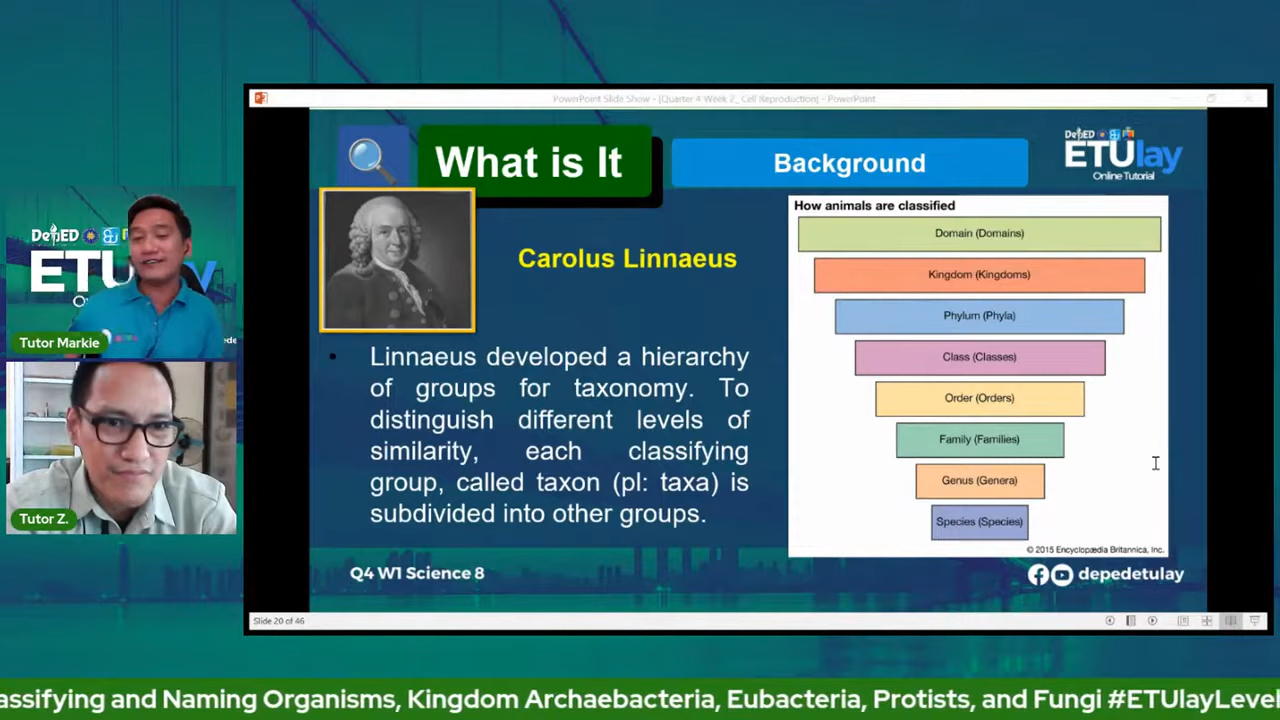 PowerPoint Slide Show - [Quarter 4 Week 2_ Cell Reproduction] - PowerPoint
What is It
Background
DepED
ETUlay
Online Tutorial
Carolus Linnaeus
Linnaeus developed a hierarchy
of groups for taxonomy. To
distinguish different levels of
similarity, each classifying
group, called taxon (pl: taxa) is
subdivided into other groups.
How animals are classified
Domain (Domains)
Kingdom (Kingdoms)
Phylum (Phyla)
Class (Classes)
Order (Orders)
Family (Families)
Genus (Genera)
Species (Species)
© 2015 Encyclopædia Britannica, Inc.
Q4 W1 Science 8
depedetulay
Slide 20 of 46
DepED
Tutor Markie
Tutor Z.
assifying and Naming Organisms, Kingdom Archaebacteria, Eubacteria, Protists, and Fungi #ETUlayLevel